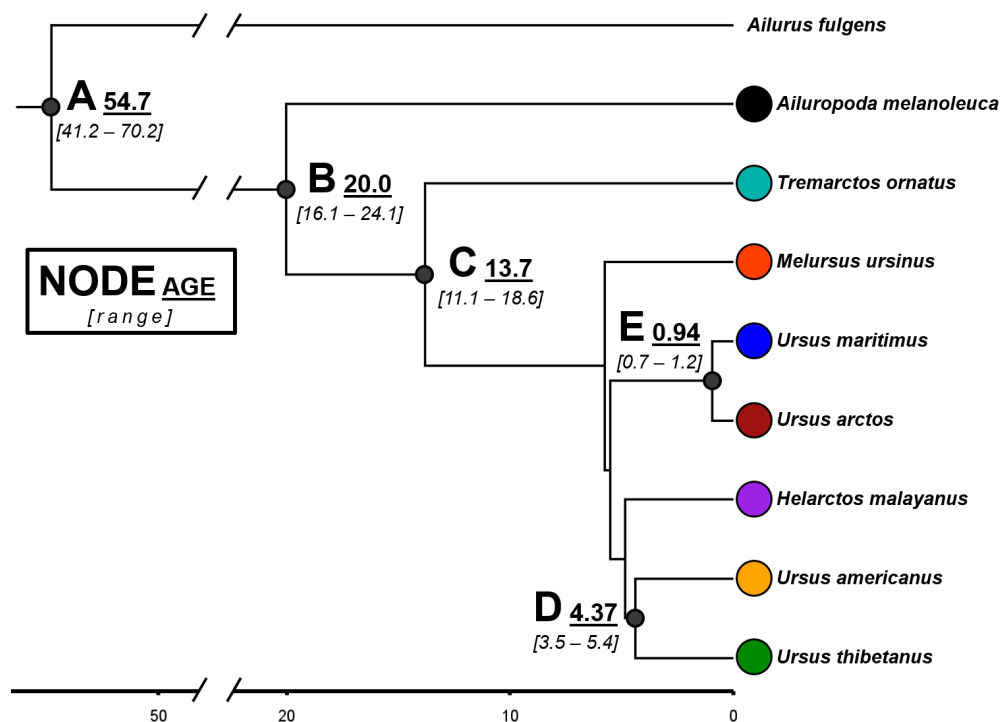 Ailurus fulgens
A 54.7
[41.2 – 70.2]
Ailuropoda melanoleuca
B 20.0
[16.1 – 24.1]
Tremarctos ornatus
C 13.7
[11.1 – 18.6]
Melursus ursinus
NODE AGE
[range]
E 0.94
[0.7 – 1.2]
Ursus maritimus
Ursus arctos
Helarctos malayanus
Ursus americanus
D 4.37
[3.5 – 5.4]
Ursus thibetanus
50 20 10 0